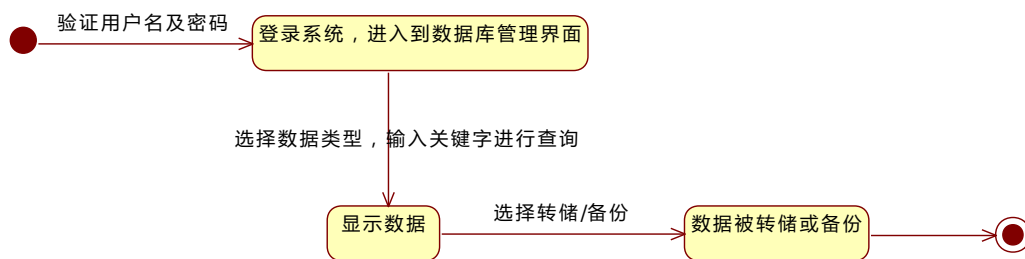 验证用户名及密码
登录系统，进入到数据库管理界面
选择数据类型，输入关键字进行查询
显示数据
选择转储/备份
数据被转储或备份